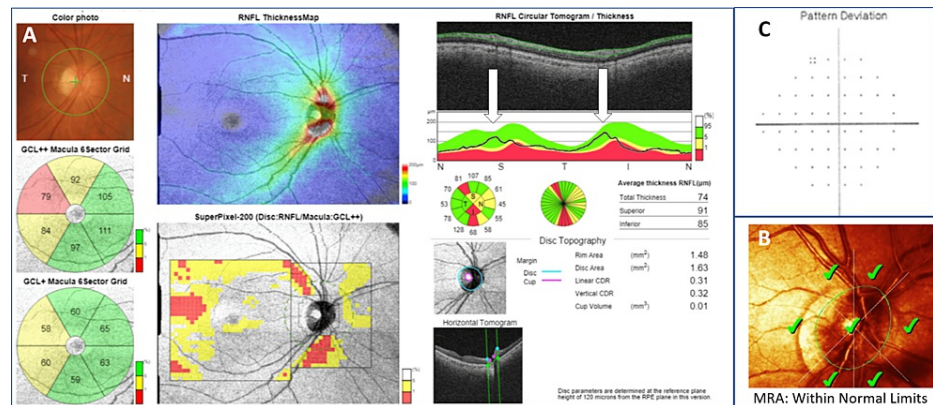 A
Color photo
T
N
GCL++ Macula 6Sector Grid
92
79
105
84
111
97
GCL+ Macula 6Sector Grid
60
58
65
60
63
59
RNFL ThicknessMap
200μm
100
0
SuperPixel-200 (Disc:RNFL/Macula:GCL++)
RNFL Circular Tomogram / Thickness
μm
200
100
0
N S T I N
(%)
95
5
1
81 107 85
70 61
53 45
78 55
128 68 58
S
T N
I
Average thickness RNFL(μm)
Total Thickness 74
Superior 91
Inferior 85
Disc Topography
Margin
Disc
Cup
Rim Area (mm²) 1.48
Disc Area (mm²) 1.63
Linear CDR 0.31
Vertical CDR 0.32
Cup Volume (mm³) 0.01
Horizontal Tomogram
Disc parameters are determined at the reference plane
height of 120 microns from the RPE plane in this version.
C
Pattern Deviation
B
MRA: Within Normal Limits